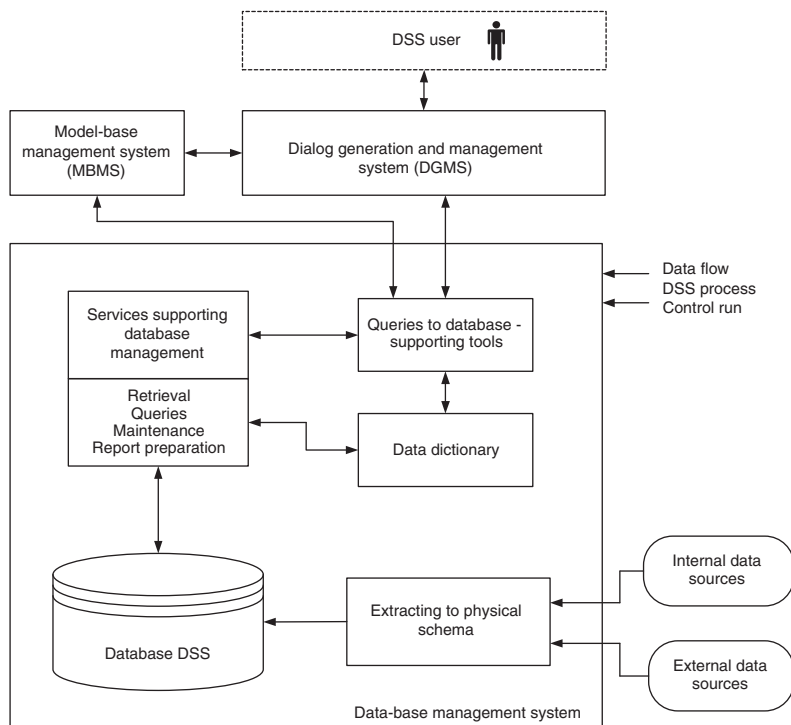 DSS user
Model-base
management system
(MBMS)
Dialog generation and management
system (DGMS)
Data flow
DSS process
Control run
Services supporting
database
management
Queries to database -
supporting tools
Retrieval
Queries
Maintenance
Report preparation
Data dictionary
Internal data
sources
Extracting to physical
schema
Database DSS
External data
sources
Data-base management system